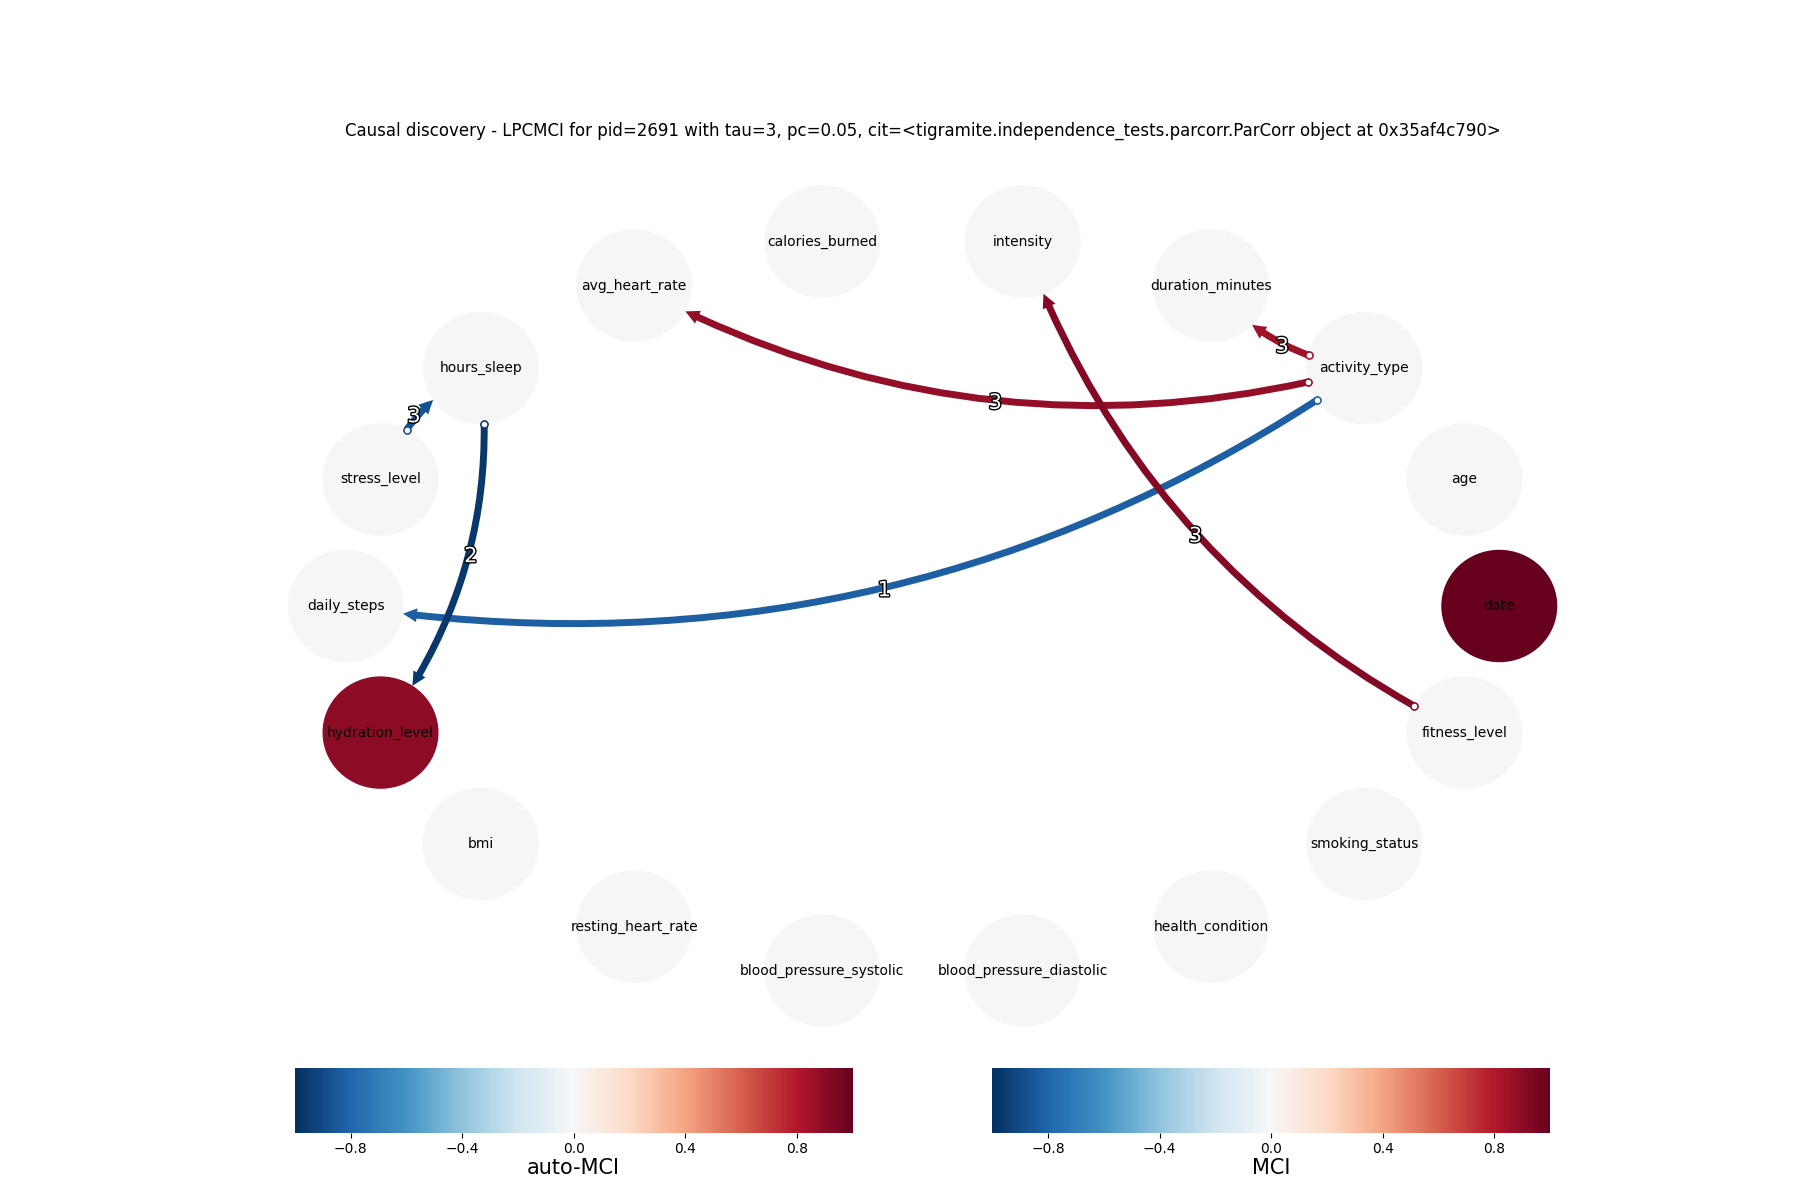 Causal discovery - LPCMCI for pid=2691 with tau=3, pc=0.05, cit=<tigramite.independence_tests.parcorr.ParCorr object at 0x35af4c790>
calories_burned
intensity
avg_heart_rate
duration_minutes
3
hours_sleep
activity_type
3
3
stress_level
age
3
2
1
daily_steps
date
hydration_level
fitness_level
bmi
smoking_status
resting_heart_rate
health_condition
blood_pressure_systolic
blood_pressure_diastolic
−0.8 −0.4 0.0 0.4 0.8
auto-MCI
−0.8 −0.4 0.0 0.4 0.8
MCI